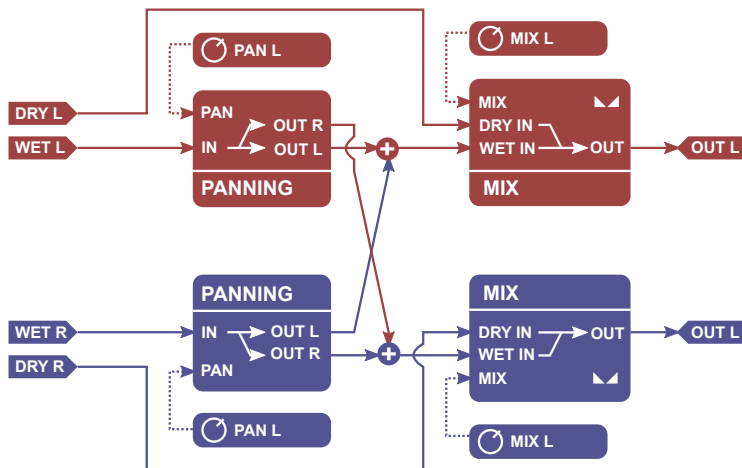 PAN L
MIX L
DRY L
WET L
PAN
IN
OUT R
OUT L
PANNING
MIX
DRY IN
WET IN
OUT
MIX
OUT L
WET R
DRY R
PANNING
IN
OUT L
OUT R
PAN
PAN L
MIX
DRY IN
WET IN
OUT
MIX
MIX L
OUT L